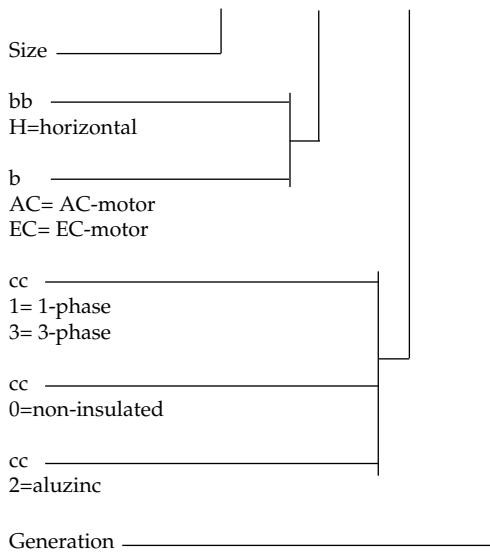 Size
bb
H=horizontal
b
AC= AC-motor
EC= EC-motor
cc
1= 1-phase
3= 3-phase
cc
0=non-insulated
cc
2=aluzinc
Generation